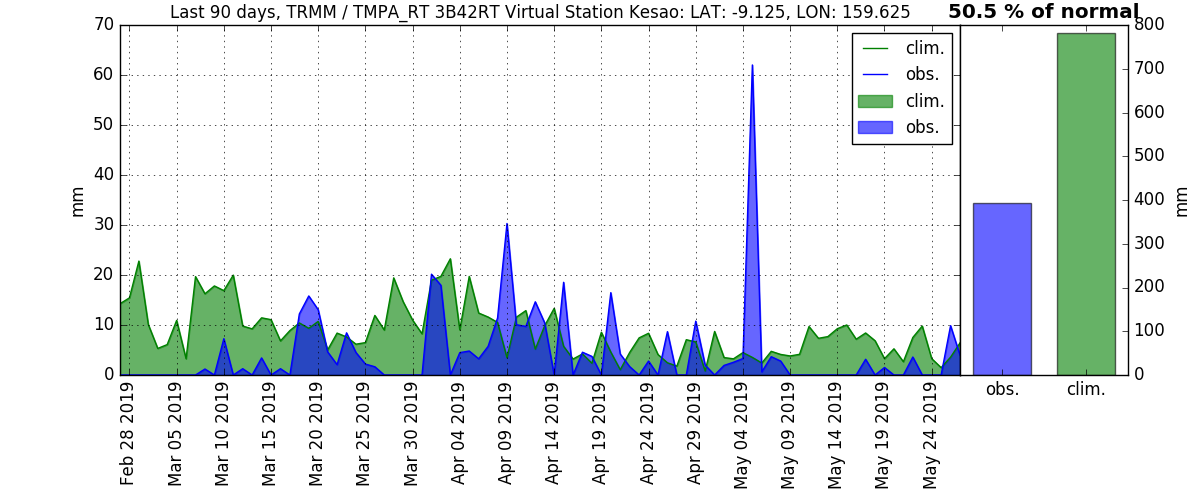 Last 90 days, TRMM / TMPA_RT 3B42RT Virtual Station Kesao: LAT: -9.125, LON: 159.625
50.5 % of normal
70
60
50
40
30
20
10
0
mm
clim.
obs.
clim.
obs.
Feb 28 2019
Mar 05 2019
Mar 10 2019
Mar 15 2019
Mar 20 2019
Mar 25 2019
Mar 30 2019
Apr 04 2019
Apr 09 2019
Apr 14 2019
Apr 19 2019
Apr 24 2019
Apr 29 2019
May 04 2019
May 09 2019
May 14 2019
May 19 2019
May 24 2019
800
700
600
500
400
300
200
100
0
mm
obs.
clim.